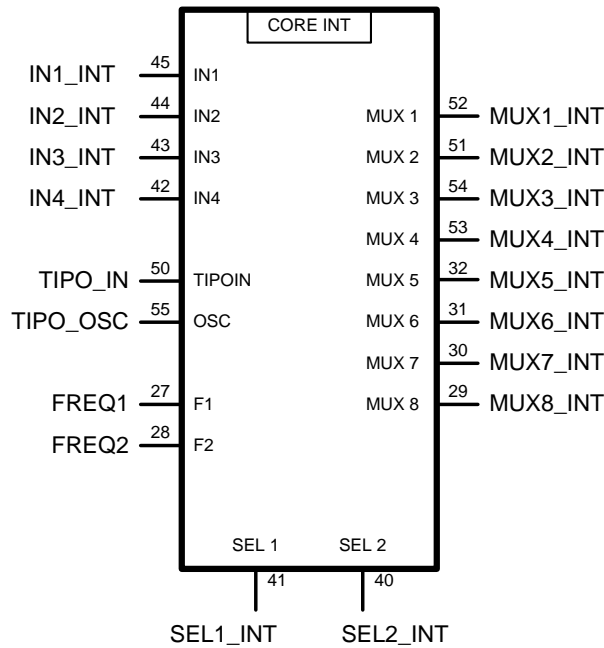 CORE INT
IN1_INT 45 IN1
IN2_INT 44 IN2 MUX 1 52 MUX1_INT
IN3_INT 43 IN3 MUX 2 51 MUX2_INT
IN4_INT 42 IN4 MUX 3 54 MUX3_INT
MUX 4 53 MUX4_INT
TIPO_IN 50 TIPOIN MUX 5 32 MUX5_INT
TIPO_OSC 55 OSC MUX 6 31 MUX6_INT
MUX 7 30 MUX7_INT
FREQ1 27 F1 MUX 8 29 MUX8_INT
FREQ2 28 F2
SEL 1 SEL 2
41 40
SEL1_INT SEL2_INT